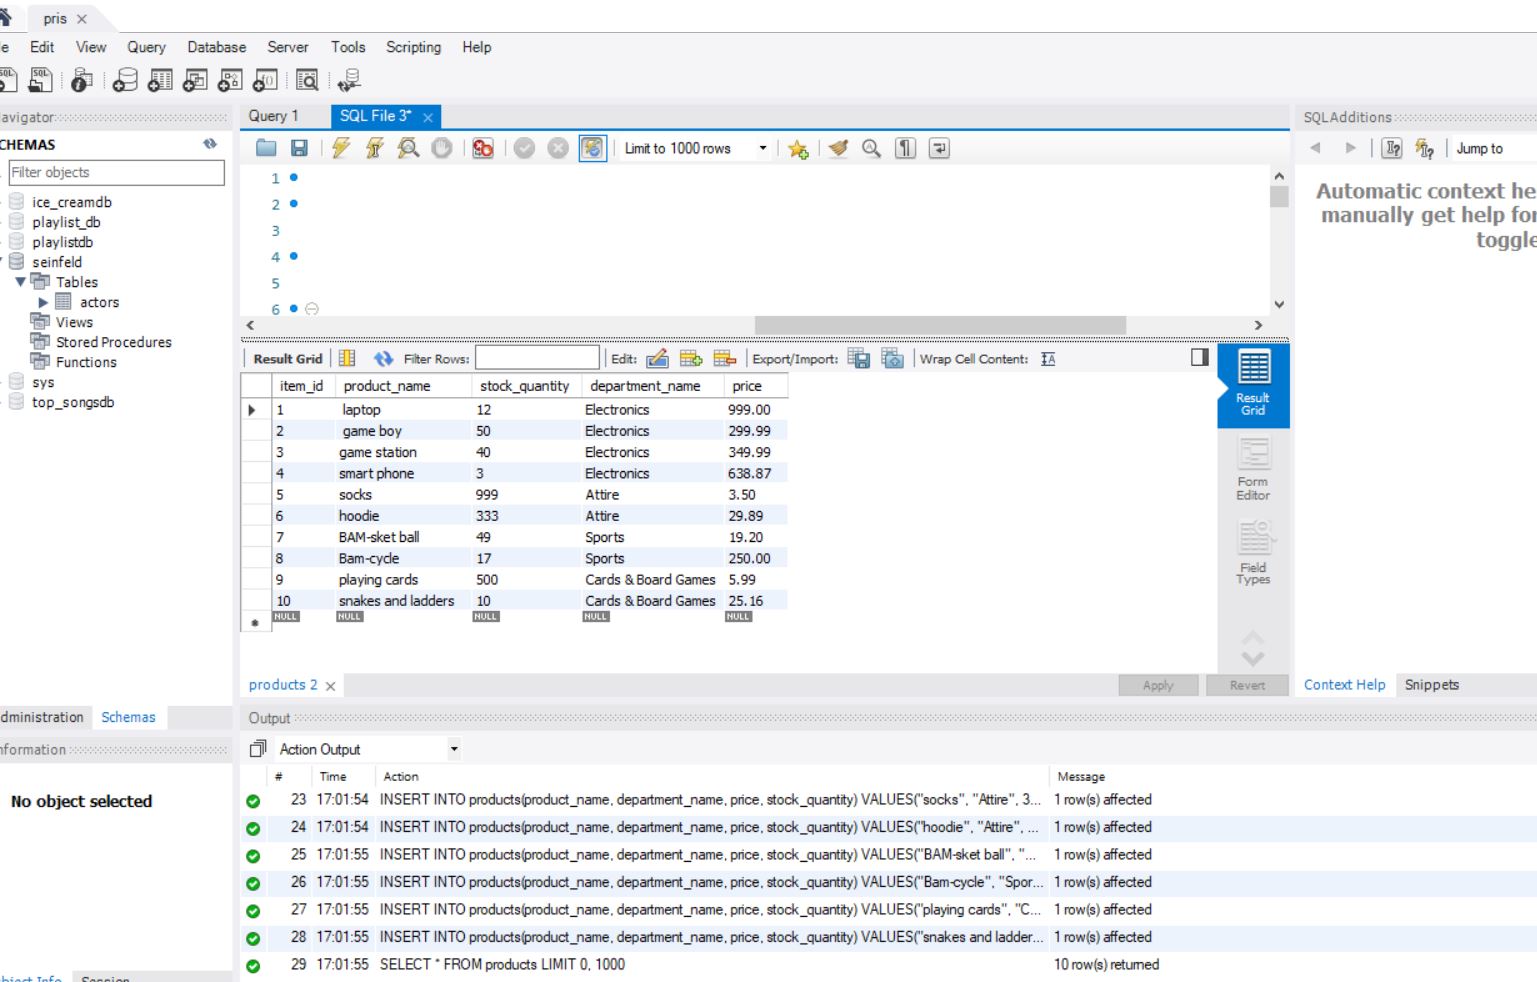 pris
Edit View Query Database Server Tools Scripting Help
Query 1 SQL File 3* SQLAdditions
SCHEMAS Limit to 1000 rows Jump to
Filter objects
1
2
3
4
5
6
ice_creamdb
playlist_db
playlistdb
seinfeld
Tables
actors
Views
Stored Procedures
Functions
sys
top_songsdb
Automatic context
manually get help for
toggle
Result Grid Filter Rows: Edit: Export/Import: Wrap Cell Content:
item_id product_name stock_quantity department_name price
1 laptop 12 Electronics 999.00
2 game boy 50 Electronics 299.99
3 game station 40 Electronics 349.99
4 smart phone 3 Electronics 638.87
5 socks 999 Attire 3.50
6 hoodie 333 Attire 29.89
7 BAM-sket ball 49 Sports 19.20
8 Bam-cycle 17 Sports 250.00
9 playing cards 500 Cards & Board Games 5.99
10 snakes and ladders 10 Cards & Board Games 25.16
NULL NULL NULL NULL NULL
Result
Grid
Form
Editor
Field
Types
products 2 Apply Revert Context Help Snippets
Administration Schemas Output
Information
No object selected
Action Output
# Time Action Message
23 17:01:54 INSERT INTO products(product_name, department_name, price, stock_quantity) VALUES("socks", "Attire", 3... 1 row(s) affected
24 17:01:54 INSERT INTO products(product_name, department_name, price, stock_quantity) VALUES("hoodie", "Attire", ... 1 row(s) affected
25 17:01:55 INSERT INTO products(product_name, department_name, price, stock_quantity) VALUES("BAM-sket ball", "... 1 row(s) affected
26 17:01:55 INSERT INTO products(product_name, department_name, price, stock_quantity) VALUES("Bam-cycle", "Spor... 1 row(s) affected
27 17:01:55 INSERT INTO products(product_name, department_name, price, stock_quantity) VALUES("playing cards", "C... 1 row(s) affected
28 17:01:55 INSERT INTO products(product_name, department_name, price, stock_quantity) VALUES("snakes and ladder... 1 row(s) affected
29 17:01:55 SELECT * FROM products LIMIT 0, 1000 10 row(s) returned
Object Info Session